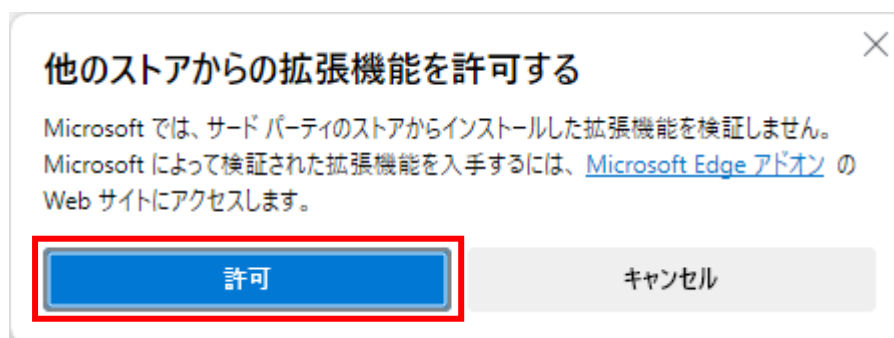 他のストアからの拡張機能を許可する
Microsoft では、サード パーティのストアからインストールした拡張機能を検証しません。
Microsoft によって検証された拡張機能を入手するには、 Microsoft Edge アドオン の
Web サイトにアクセスします。
許可
キャンセル